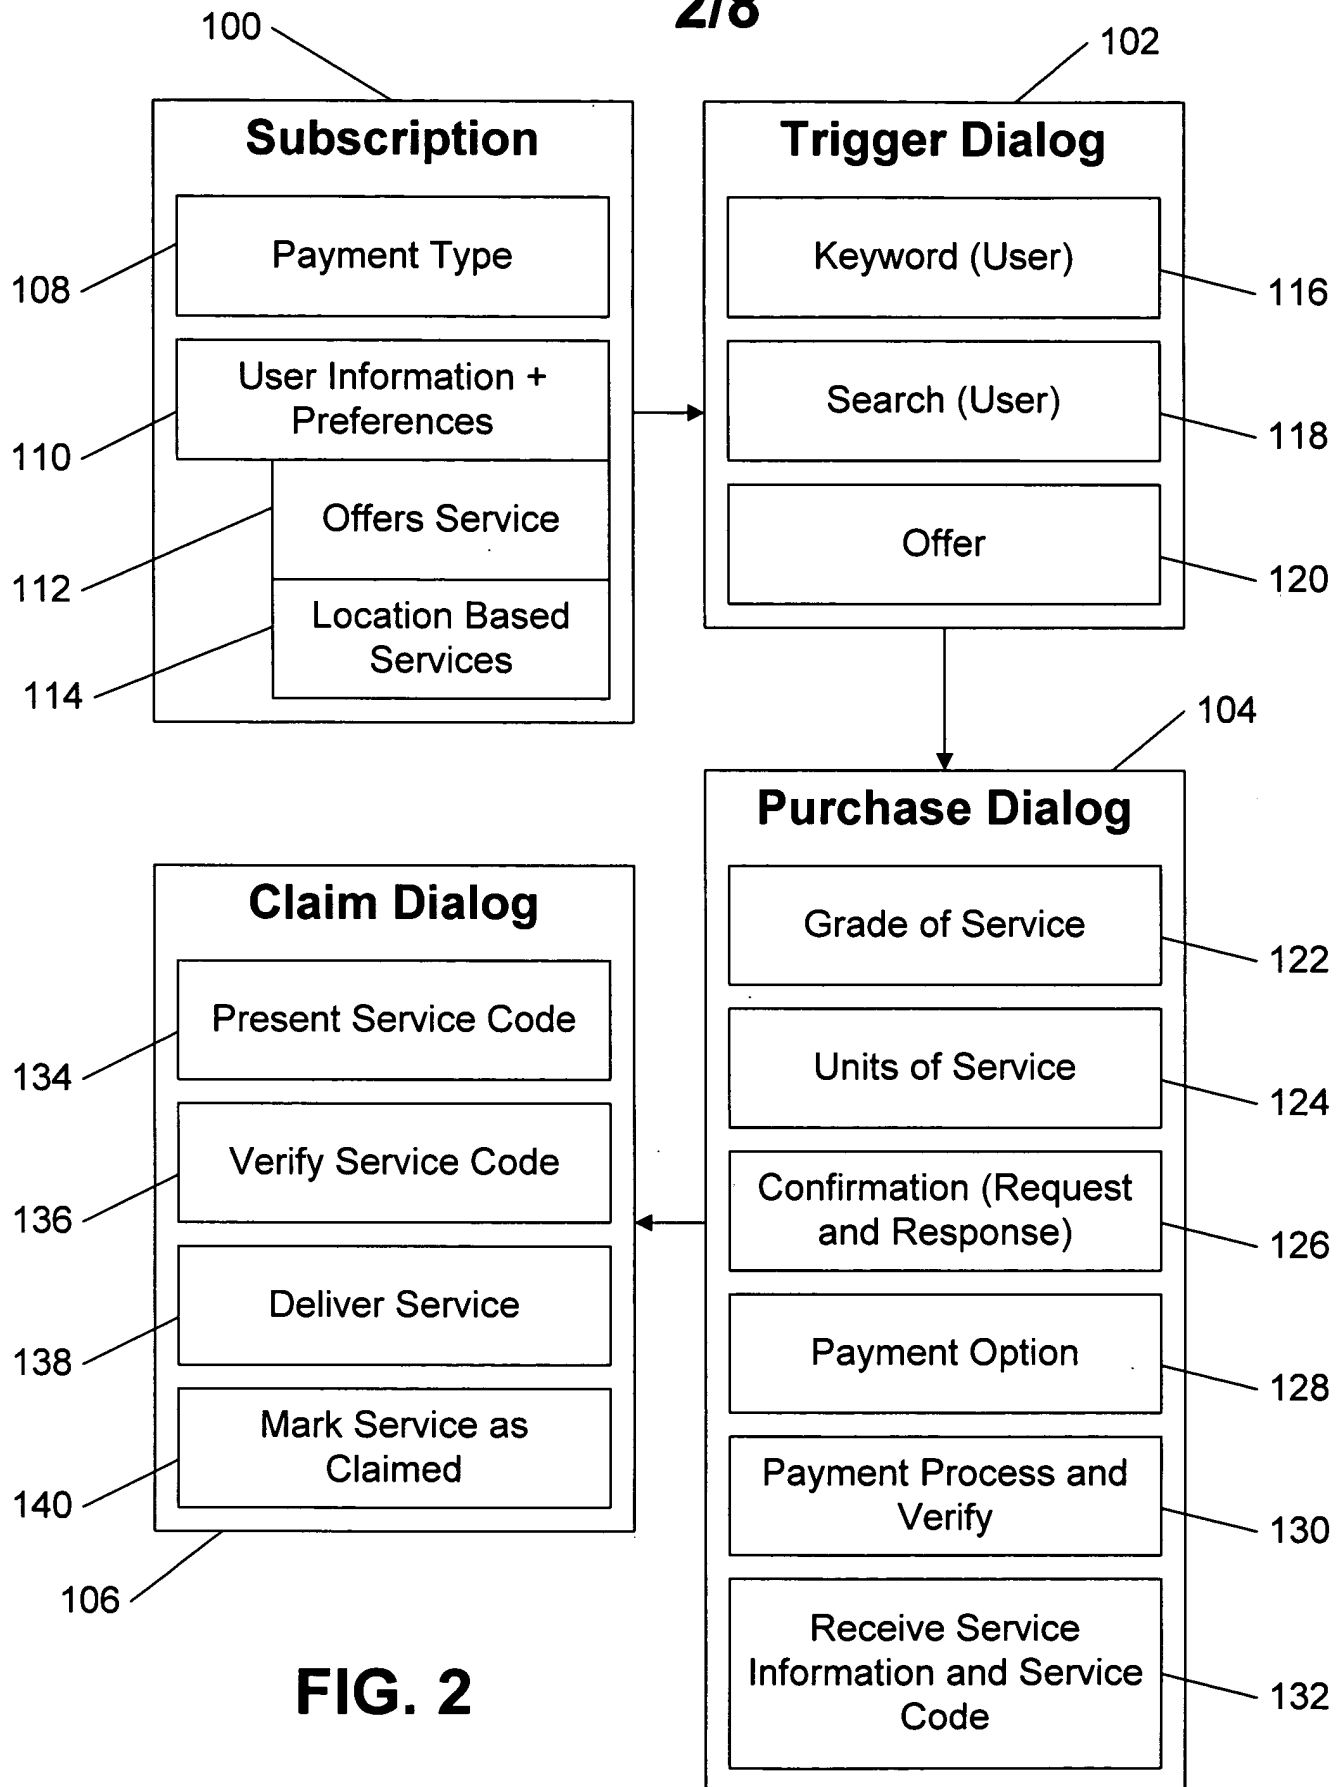 2/8
100
102
Subscription
Payment Type
108
User Information +
Preferences
110
Offers Service
112
Location Based
Services
114
Trigger Dialog
Keyword (User)
116
Search (User)
118
Offer
120
104
Purchase Dialog
Grade of Service
122
Units of Service
124
Confirmation (Request
and Response)
126
Payment Option
128
Payment Process and
Verify
130
Receive Service
Information and Service
Code
132
Claim Dialog
Present Service Code
134
Verify Service Code
136
Deliver Service
138
Mark Service as
Claimed
140
106
FIG. 2